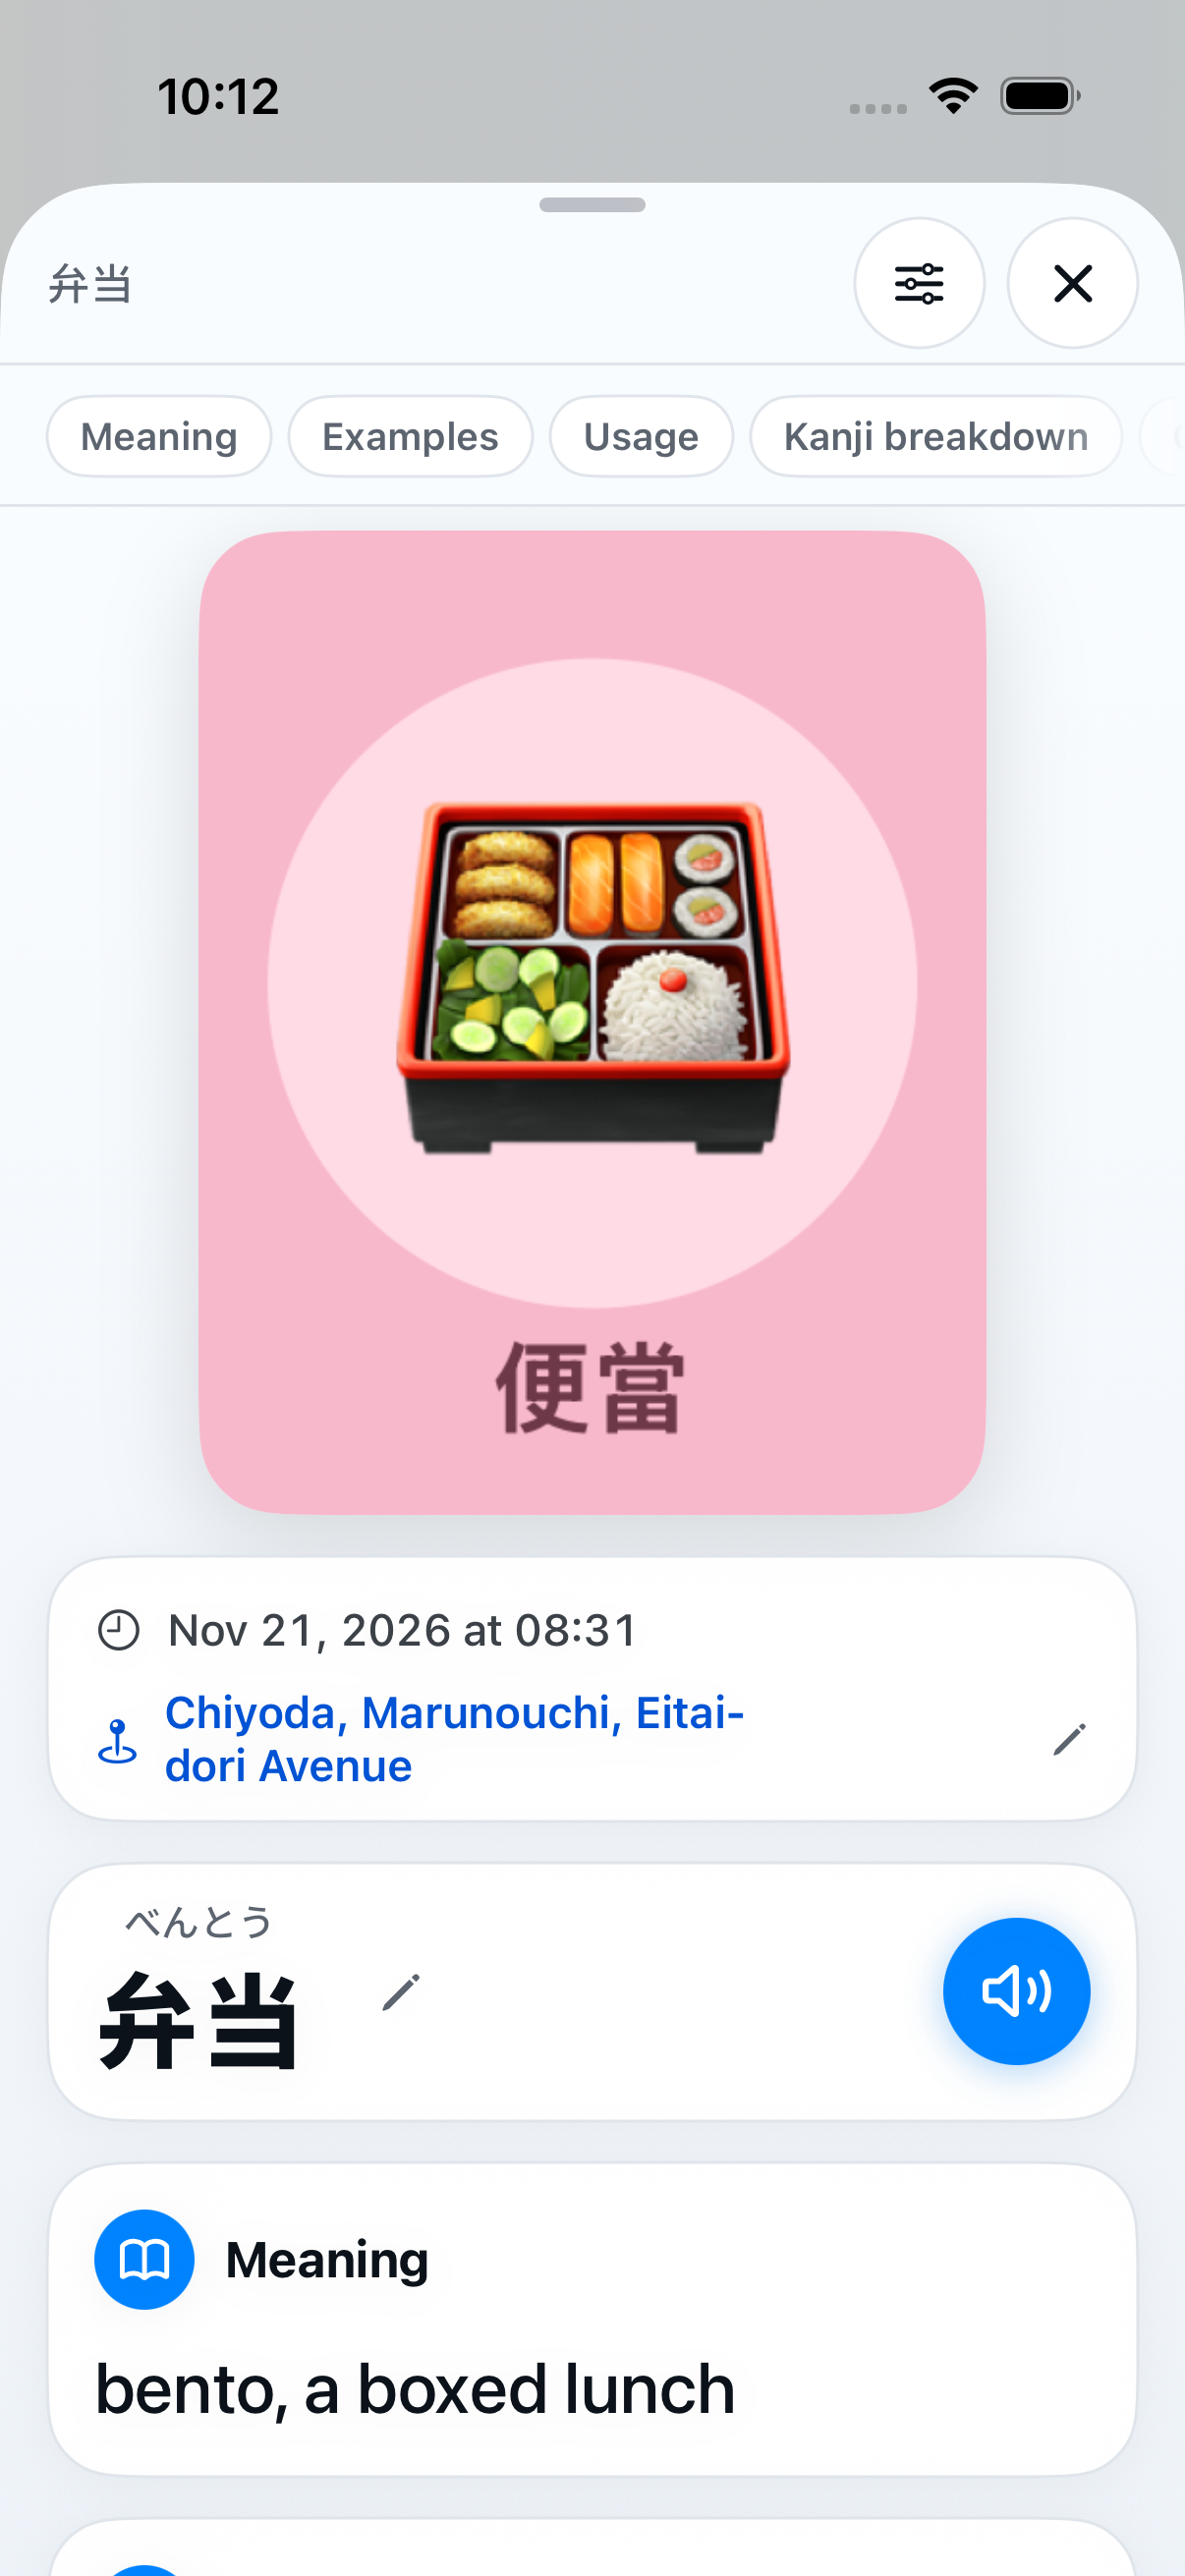 10:12
弁当
Meaning
Examples
Usage
Kanji breakdown
便當
Nov 21, 2026 at 08:31
Chiyoda, Marunouchi, Eitai-
dori Avenue
べんとう
弁当
Meaning
bento, a boxed lunch